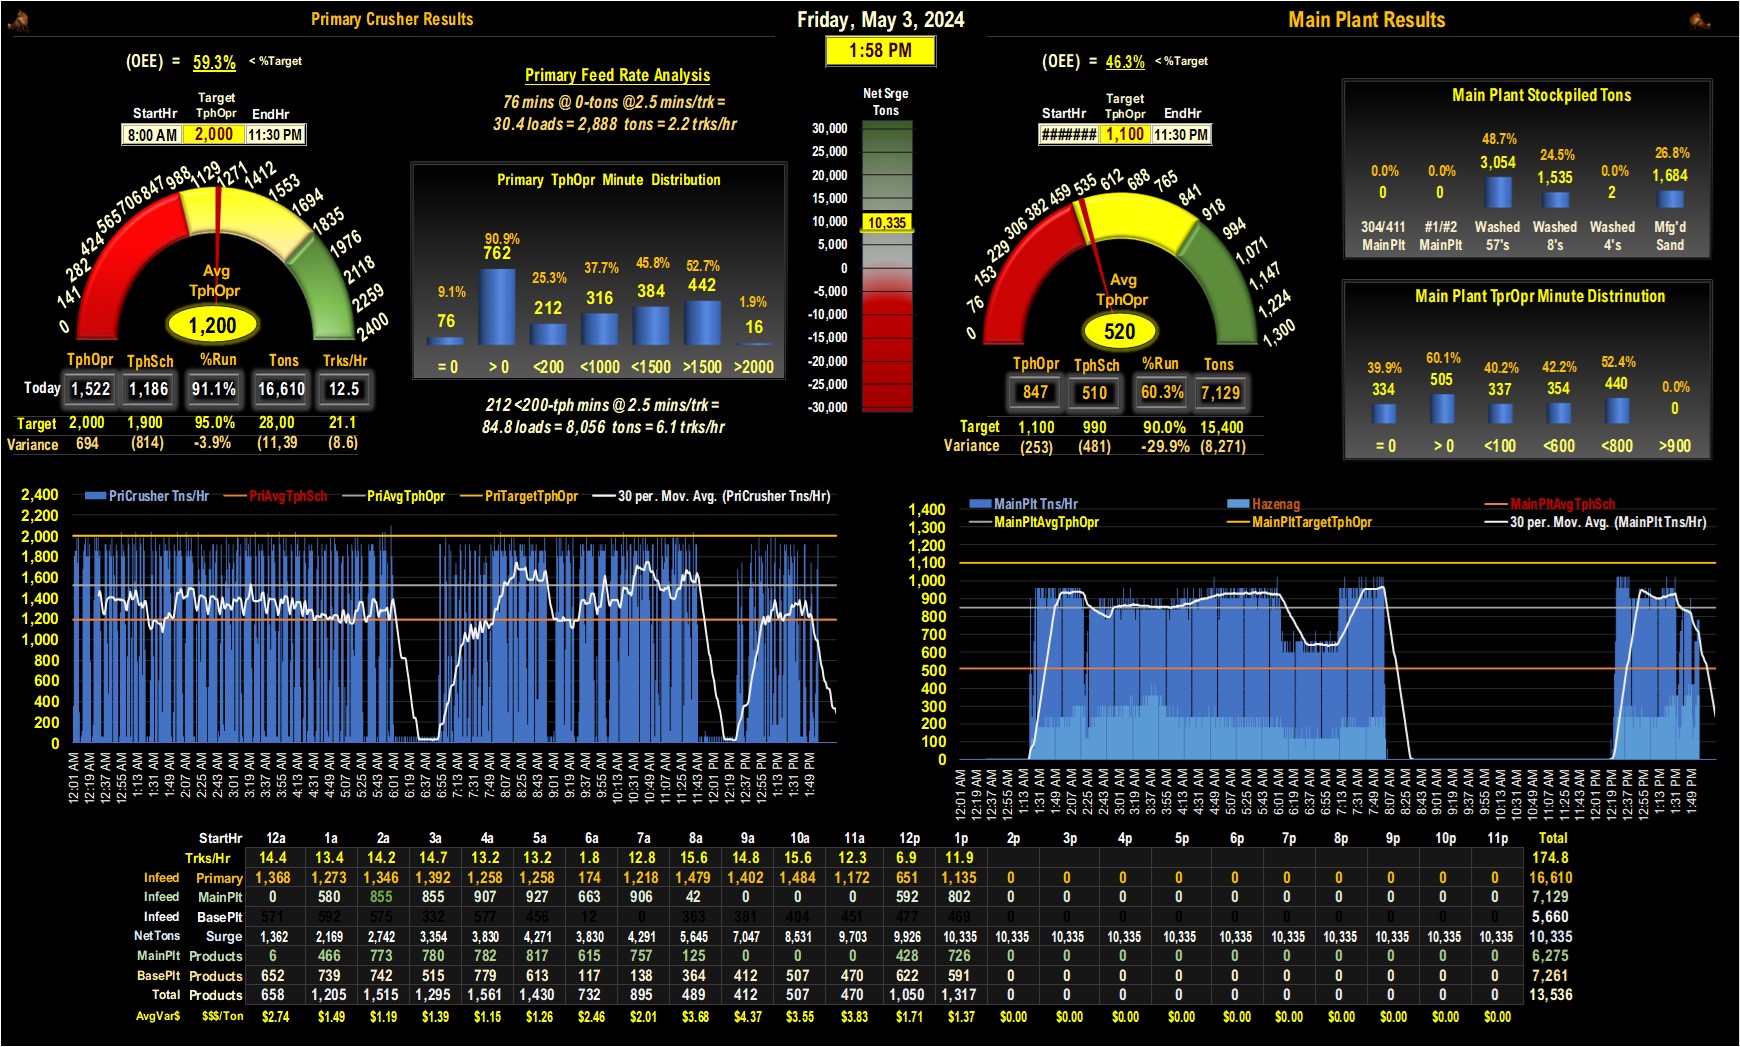 Primary Crusher Results
Friday, May 3, 2024
Main Plant Results
1:58 PM
(OEE) = 59.3% < %Target
StartHr Target TphOpr EndHr
8:00 AM 2,000 11:30 PM
0 141 282 424 565 706 847 988 1129 1271 1412 1553 1694 1835 1976 2118 2259 2400
Avg
TphOpr
1,200
TphOpr TphSch %Run Tons Trks/Hr
Today 1,522 1,186 91.1% 16,610 12.5
Target 2,000 1,900 95.0% 28,00 21.1
Variance 694 (814) -3.9% (11,39 (8.6)
Primary Feed Rate Analysis
76 mins @ 0-tons @2.5 mins/trk =
30.4 loads = 2,888 tons = 2.2 trks/hr
Primary TphOpr Minute Distribution
9.1% 90.9% 25.3% 37.7% 45.8% 52.7% 1.9%
76 762 212 316 384 442 16
= 0 > 0 <200 <1000 <1500 >1500 >2000
212 <200-tph mins @ 2.5 mins/trk =
84.8 loads = 8,056 tons = 6.1 trks/hr
Net Srge
Tons
30,000
25,000
20,000
15,000
10,000
10,335
5,000
0
-5,000
-10,000
-15,000
-20,000
-25,000
-30,000
(OEE) = 46.3% < %Target
StartHr Target TphOpr EndHr
####### 1,100 11:30 PM
0 76 153 229 306 382 459 535 612 688 765 841 918 994 1,071 1,147 1,224 1,300
Avg
TphOpr
520
TphOpr TphSch %Run Tons
847 510 60.3% 7,129
Target 1,100 990 90.0% 15,400
Variance (253) (481) -29.9% (8,271)
Main Plant Stockpiled Tons
0.0% 0.0% 48.7% 24.5% 0.0% 26.8%
0 0 3,054 1,535 2 1,684
304/411 #1/#2 Washed Washed Washed Mfg'd
MainPlt MainPlt 57's 8's 4's Sand
Main Plant TprOpr Minute Distrinution
39.9% 60.1% 40.2% 42.2% 52.4% 0.0%
334 505 337 354 440 0
= 0 > 0 <100 <600 <800 >900
PriCrusher Tns/Hr PriAvgTphSch PriAvgTphOpr PriTargetTphOpr 30 per. Mov. Avg. (PriCrusher Tns/Hr)
2,400
2,200
2,000
1,800
1,600
1,400
1,200
1,000
800
600
400
200
0
12:01 AM 12:19 AM 12:37 AM 12:55 AM 1:13 AM 1:31 AM 1:49 AM 2:07 AM 2:25 AM 2:43 AM 3:01 AM 3:19 AM 3:37 AM 3:55 AM 4:13 AM 4:31 AM 4:49 AM 5:07 AM 5:25 AM 5:43 AM 6:01 AM 6:19 AM 6:37 AM 6:55 AM 7:13 AM 7:31 AM 7:49 AM 8:07 AM 8:25 AM 8:43 AM 9:01 AM 9:19 AM 9:37 AM 9:55 AM 10:13 AM 10:31 AM 10:49 AM 11:07 AM 11:25 AM 11:43 AM 12:01 PM 12:19 PM 12:37 PM 12:55 PM 1:13 PM 1:31 PM 1:49 PM
MainPlt Tns/Hr Hazenag MainPltAvgTphSch
MainPltAvgTphOpr MainPltTargetTphOpr 30 per. Mov. Avg. (MainPlt Tns/Hr)
1,400
1,300
1,200
1,100
1,000
900
800
700
600
500
400
300
200
100
0
12:01 AM 12:19 AM 12:37 AM 12:55 AM 1:13 AM 1:31 AM 1:49 AM 2:07 AM 2:25 AM 2:43 AM 3:01 AM 3:19 AM 3:37 AM 3:55 AM 4:13 AM 4:31 AM 4:49 AM 5:07 AM 5:25 AM 5:43 AM 6:01 AM 6:19 AM 6:37 AM 6:55 AM 7:13 AM 7:31 AM 7:49 AM 8:07 AM 8:25 AM 8:43 AM 9:01 AM 9:19 AM 9:37 AM 9:55 AM 10:13 AM 10:31 AM 10:49 AM 11:07 AM 11:25 AM 11:43 AM 12:01 PM 12:19 PM 12:37 PM 12:55 PM 1:13 PM 1:31 PM 1:49 PM
StartHr 12a 1a 2a 3a 4a 5a 6a 7a 8a 9a 10a 11a 12p 1p 2p 3p 4p 5p 6p 7p 8p 9p 10p 11p Total
Trks/Hr 14.4 13.4 14.2 14.7 13.2 13.2 1.8 12.8 15.6 14.8 15.6 12.3 6.9 11.9 174.8
Infeed Primary 1,368 1,273 1,346 1,392 1,258 1,258 174 1,218 1,479 1,402 1,484 1,172 651 1,135 0 0 0 0 0 0 0 0 0 0 16,610
Infeed MainPlt 0 580 855 855 907 927 663 906 42 0 0 0 592 802 0 0 0 0 0 0 0 0 0 0 7,129
Infeed BasePlt 571 592 575 332 577 456 12 0 363 381 404 451 477 469 0 0 0 0 0 0 0 0 0 0 5,660
NetTons Surge 1,362 2,169 2,742 3,354 3,830 4,271 3,830 4,291 5,645 7,047 8,531 9,703 9,926 10,335 10,335 10,335 10,335 10,335 10,335 10,335 10,335 10,335 10,335 10,335 10,335
MainPlt Products 6 466 773 780 782 817 615 757 125 0 0 0 428 726 0 0 0 0 0 0 0 0 0 0 6,275
BasePlt Products 652 739 742 515 779 613 117 138 364 412 507 470 622 591 0 0 0 0 0 0 0 0 0 0 7,261
Total Products 658 1,205 1,515 1,295 1,561 1,430 732 895 489 412 507 470 1,050 1,317 0 0 0 0 0 0 0 0 0 0 13,536
AvgVar$ $$$/Ton $2.74 $1.49 $1.19 $1.39 $1.15 $1.26 $2.46 $2.01 $3.68 $4.37 $3.55 $3.83 $1.71 $1.37 $0.00 $0.00 $0.00 $0.00 $0.00 $0.00 $0.00 $0.00 $0.00 $0.00